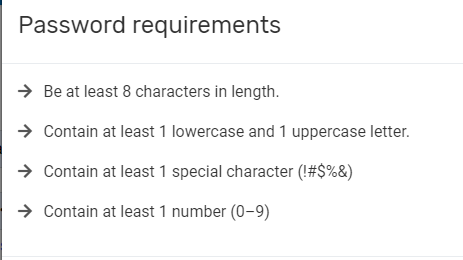 Password requirements
→ Be at least 8 characters in length.
→ Contain at least 1 lowercase and 1 uppercase letter.
→ Contain at least 1 special character (!#$%&)
→ Contain at least 1 number (0–9)